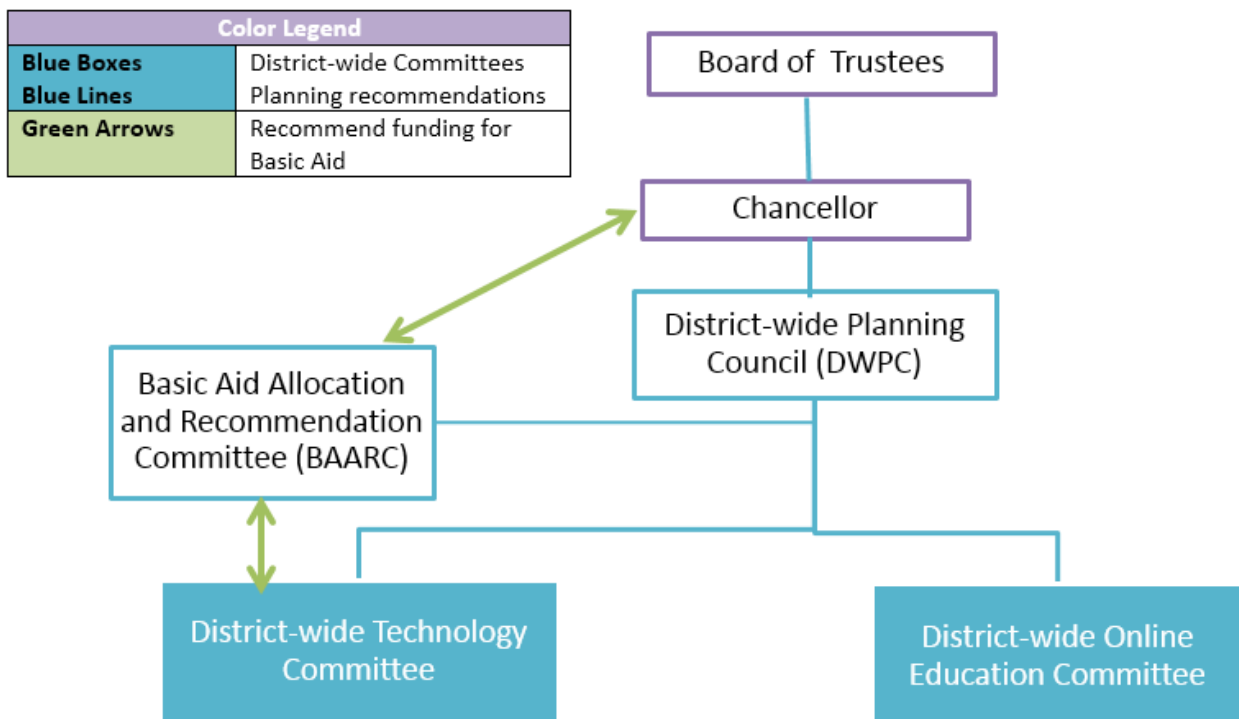 Color Legend
Blue Boxes
District-wide Committees
Blue Lines
Planning recommendations
Green Arrows
Recommend funding for
Basic Aid
Board of Trustees
Chancellor
District-wide Planning
Council (DWPC)
Basic Aid Allocation
and Recommendation
Committee (BAARC)
District-wide Technology
Committee
District-wide Online
Education Committee